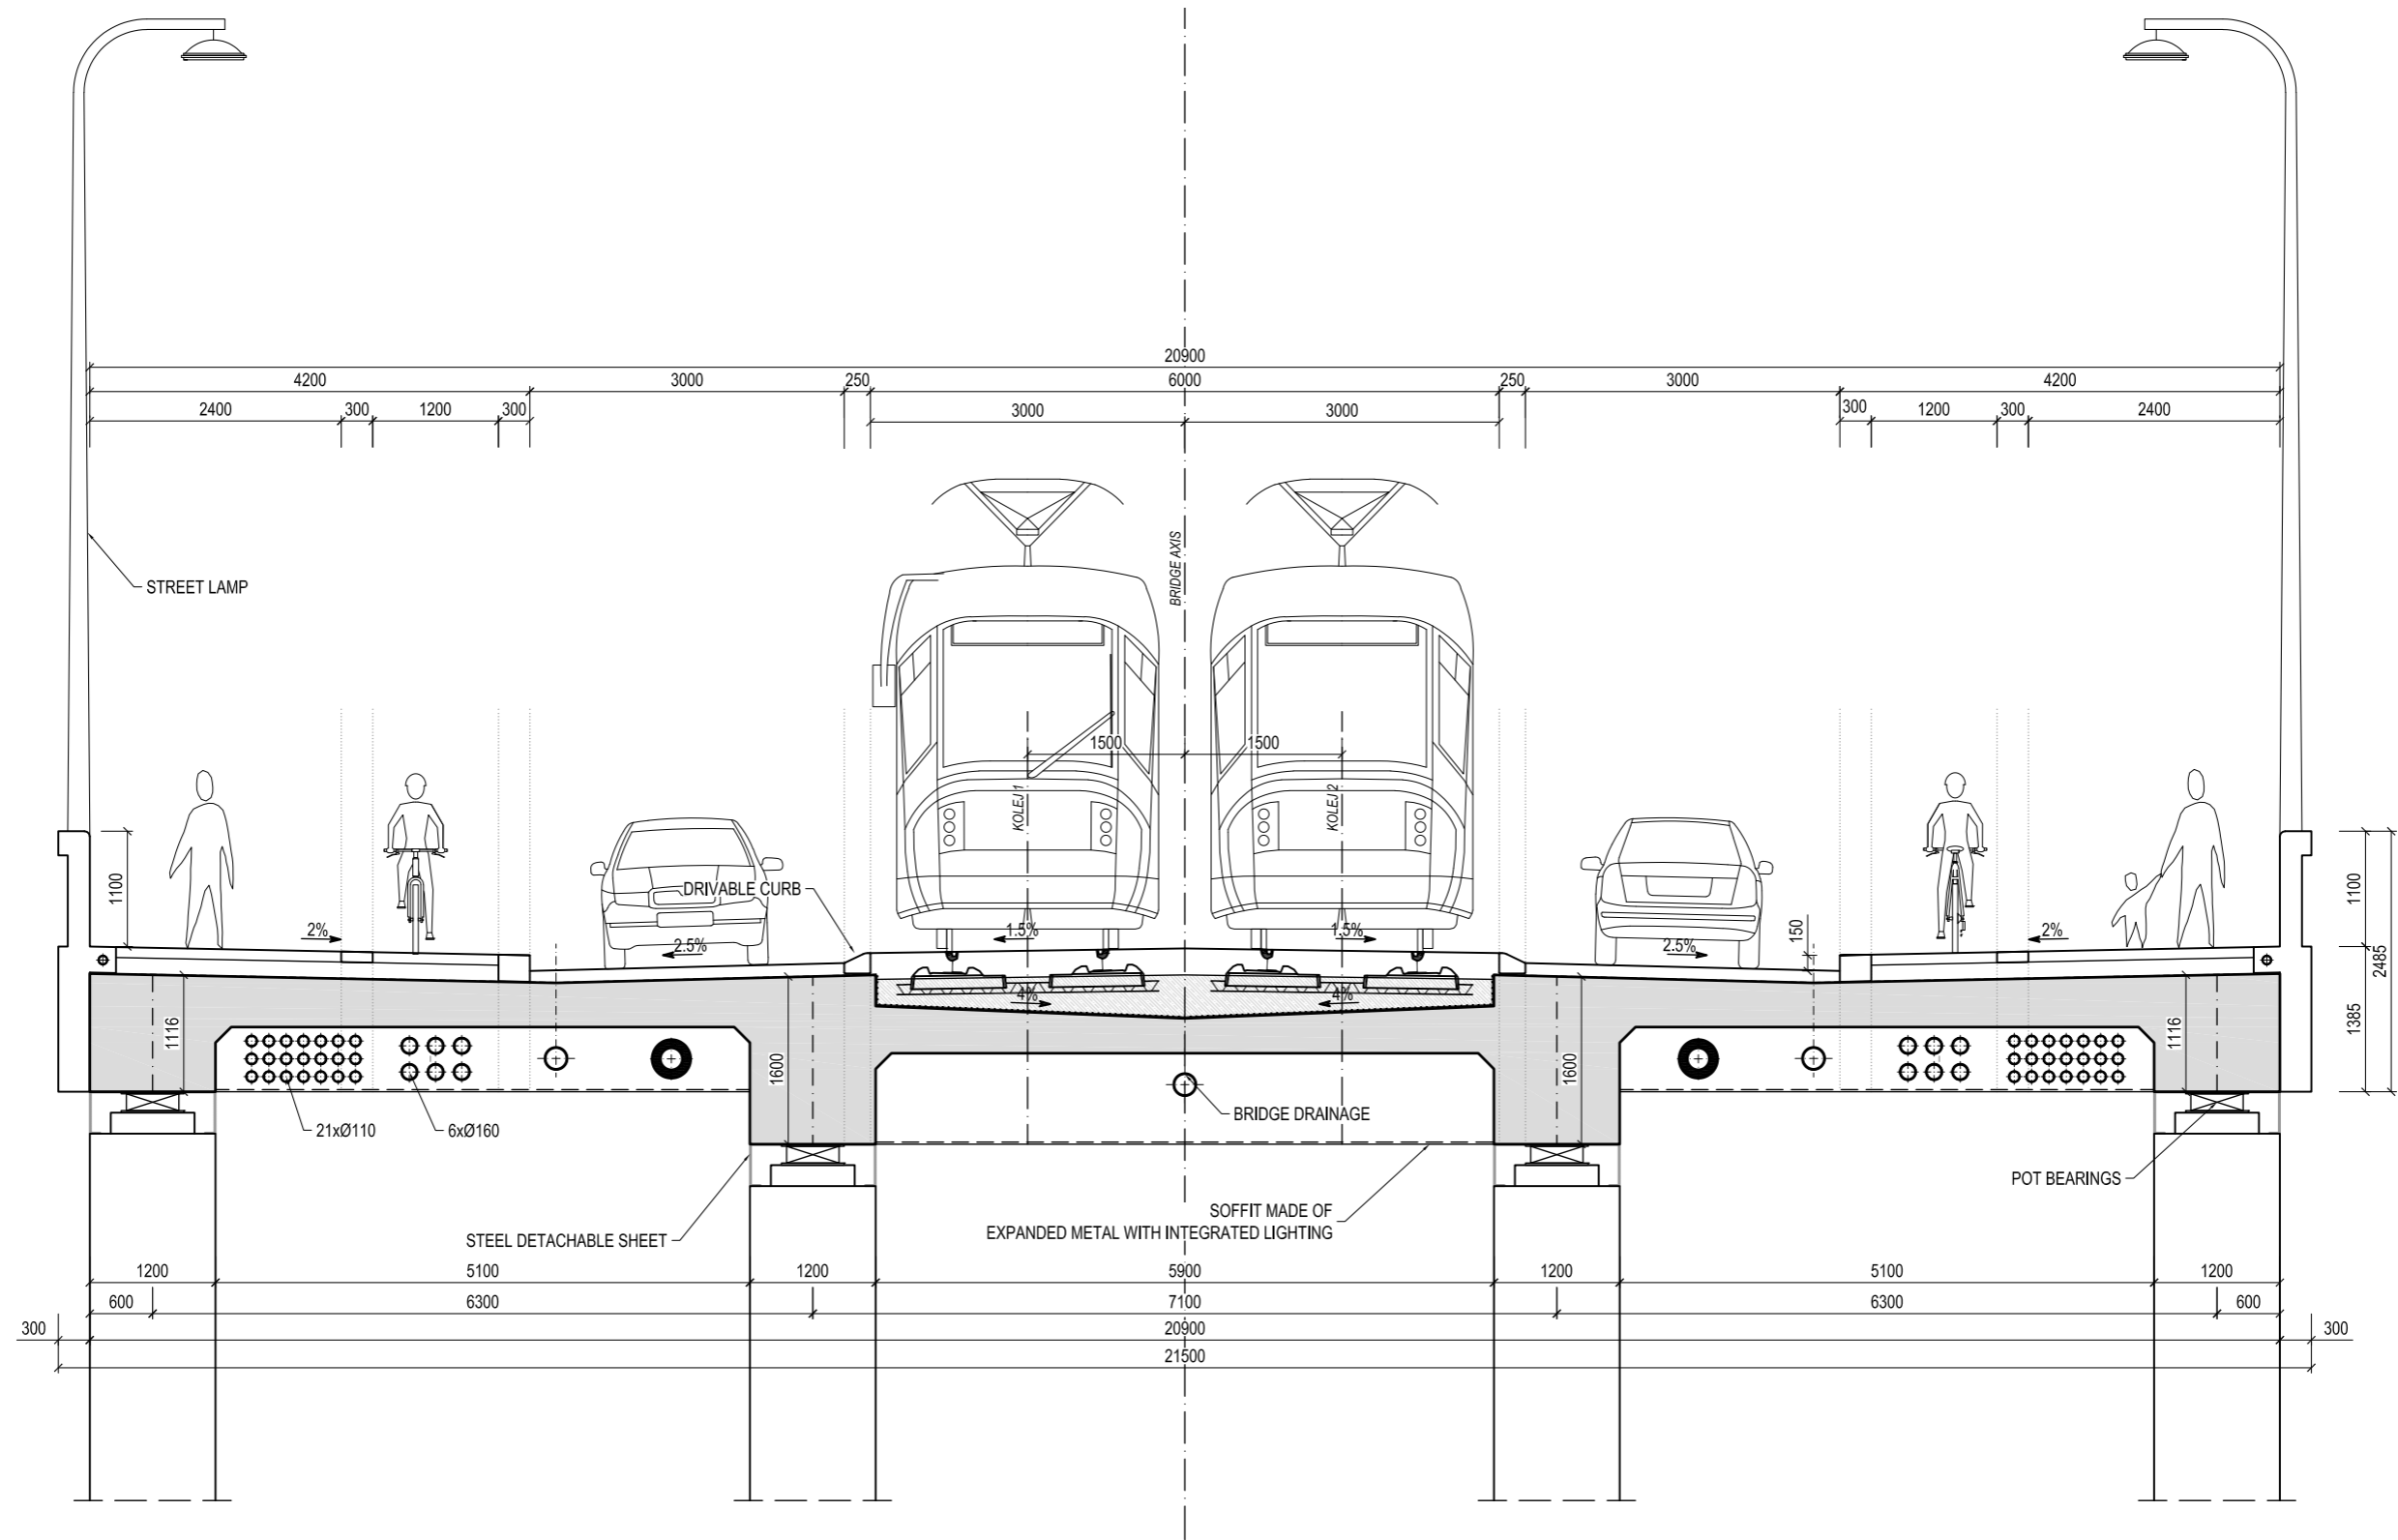 20900
4200 3000 250 6000 250 3000 4200
2400 300 1200 300 3000 3000 300 1200 300 2400
BRIDGE AXIS
STREET LAMP
1500 1500
KOLEJ 1 KOLEJ 2
DRIVABLE CURB
1100 1100
2485
2% 2.5% 1.5% 1.5% 2.5% 150 2%
4% 4%
1116 1600 1600 1116 1385
BRIDGE DRAINAGE
21xØ110 6xØ160
POT BEARINGS
SOFFIT MADE OF
EXPANDED METAL WITH INTEGRATED LIGHTING
STEEL DETACHABLE SHEET
1200 5100 1200 5900 1200 5100 1200
600 6300 7100 6300 600
300 20900 300
21500